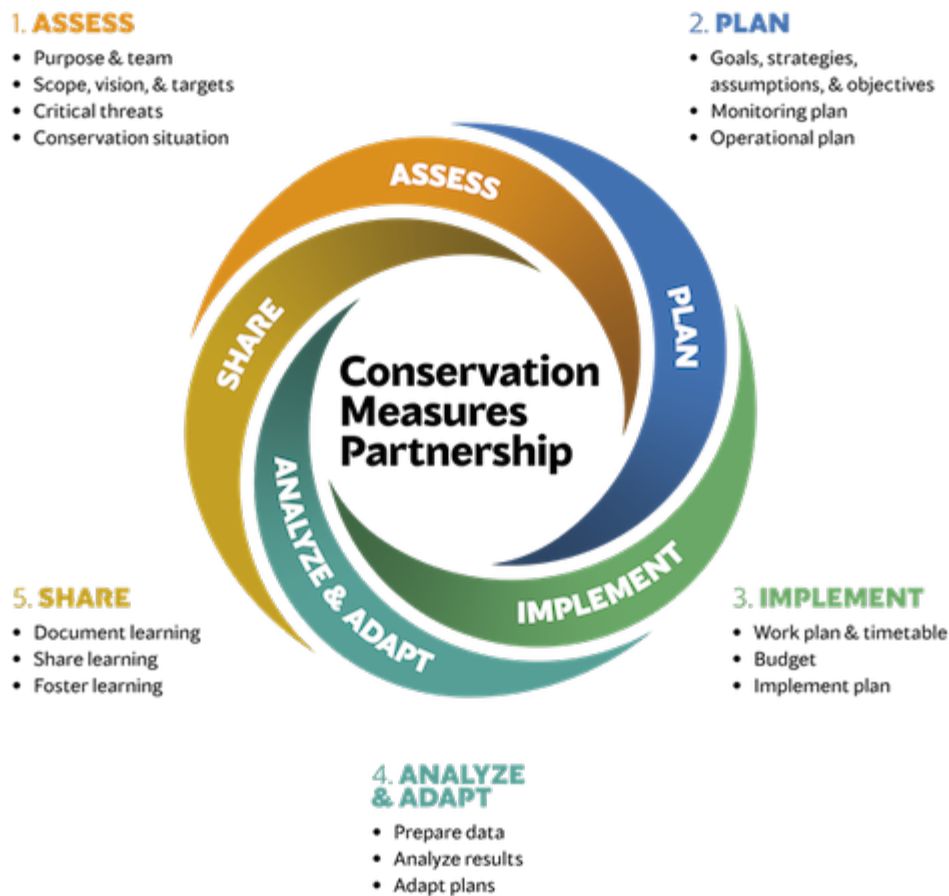 1. ASSESS
• Purpose & team
• Scope, vision, & targets
• Critical threats
• Conservation situation
2. PLAN
• Goals, strategies,
assumptions, & objectives
• Monitoring plan
• Operational plan
ASSESS
PLAN
SHARE
Conservation
Measures
Partnership
ANALYZE & ADAPT
IMPLEMENT
5. SHARE
• Document learning
• Share learning
• Foster learning
3. IMPLEMENT
• Work plan & timetable
• Budget
• Implement plan
4. ANALYZE
& ADAPT
• Prepare data
• Analyze results
• Adapt plans